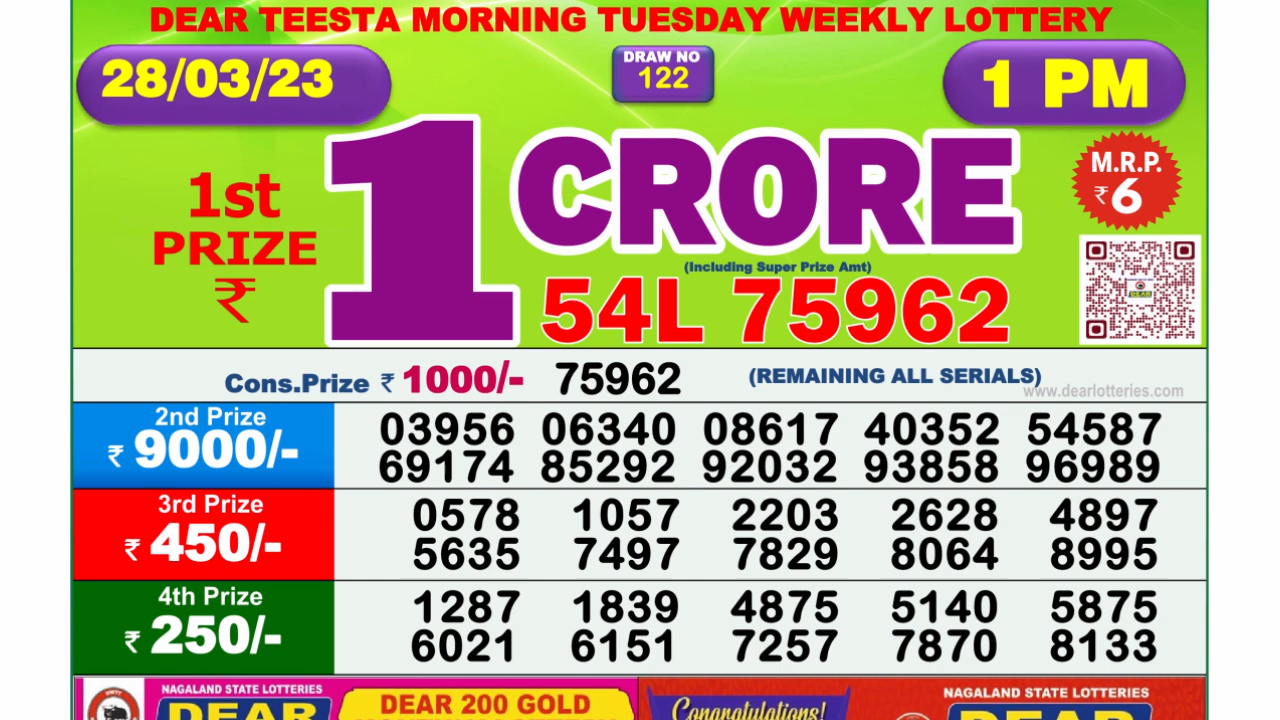 DEAR TEESTA MORNING TUESDAY WEEKLY LOTTERY
28/03/23
DRAW NO
122
1 PM
1st
PRIZE
₹
1 CRORE
(Including Super Prize Amt)
54L 75962
M.R.P.
₹6
DEAR
Cons.Prize ₹ 1000/- 75962 (REMAINING ALL SERIALS)
www.dearlotteries.com
2nd Prize
₹ 9000/-
03956 06340 08617 40352 54587
69174 85292 92032 93858 96989
3rd Prize
₹ 450/-
0578 1057 2203 2628 4897
5635 7497 7829 8064 8995
4th Prize
₹ 250/-
1287 1839 4875 5140 5875
6021 6151 7257 7870 8133
NAGALAND STATE LOTTERIES
DEAR
DEAR 200 GOLD
Congratulations!
NAGALAND STATE LOTTERIES
DEAR